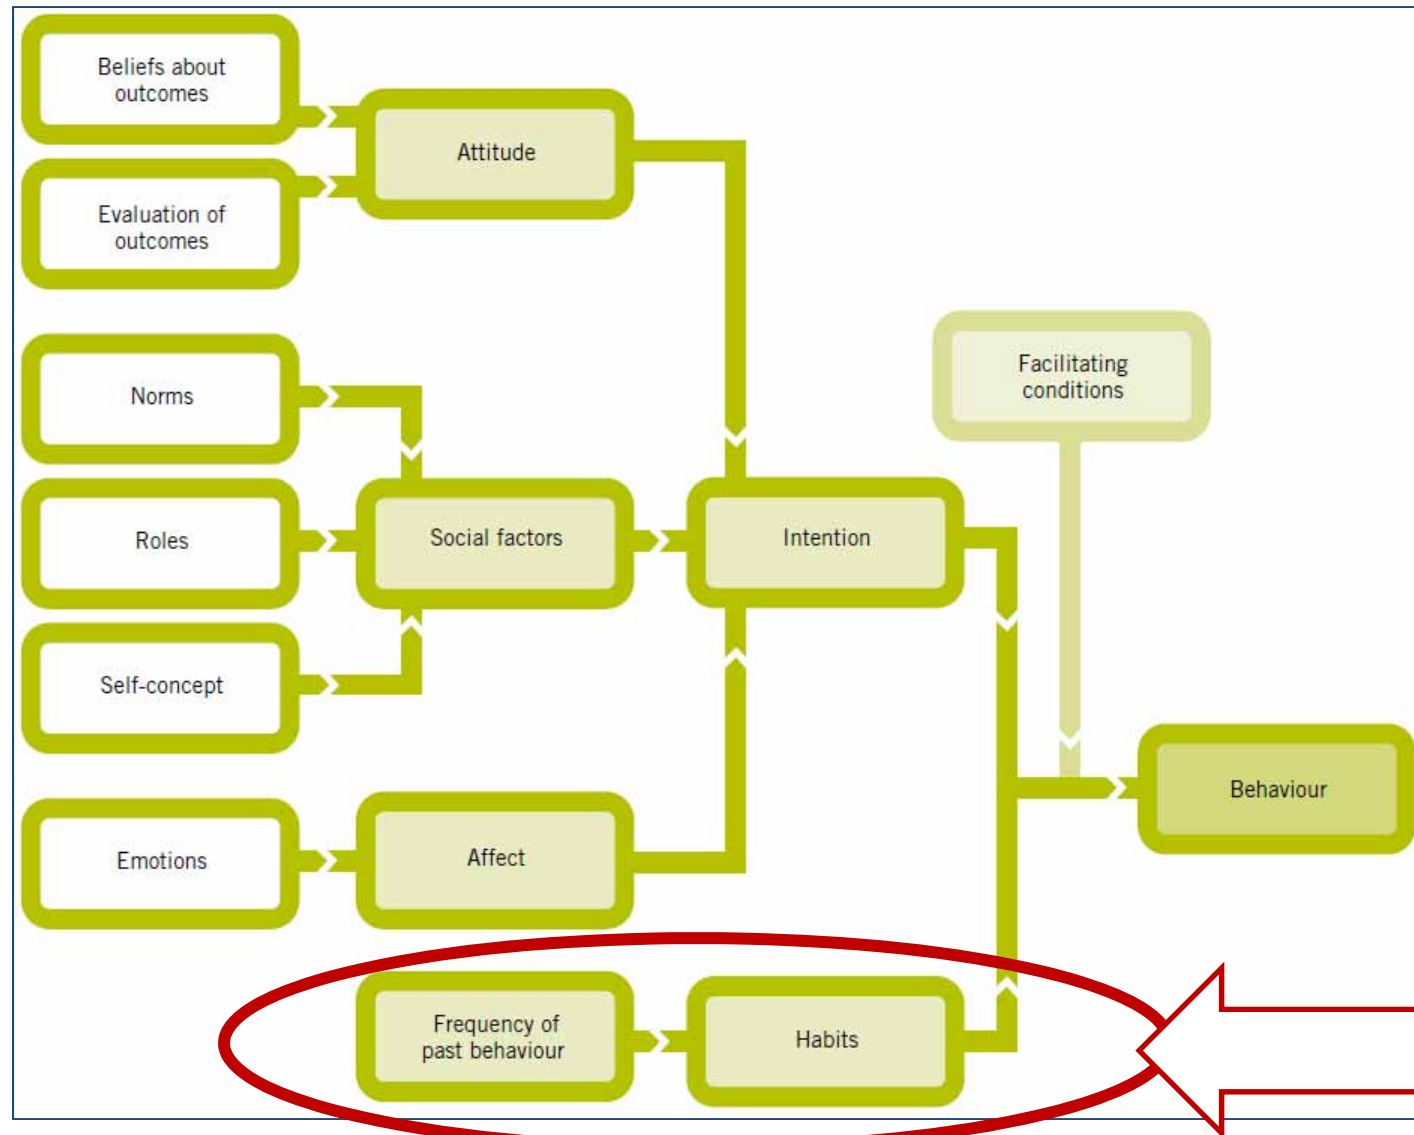 Beliefs about
outcomes
Attitude
Evaluation of
outcomes
Norms
Facilitating
conditions
Roles
Social factors
Intention
Self-concept
Behaviour
Emotions
Affect
Frequency of
past behaviour
Habits